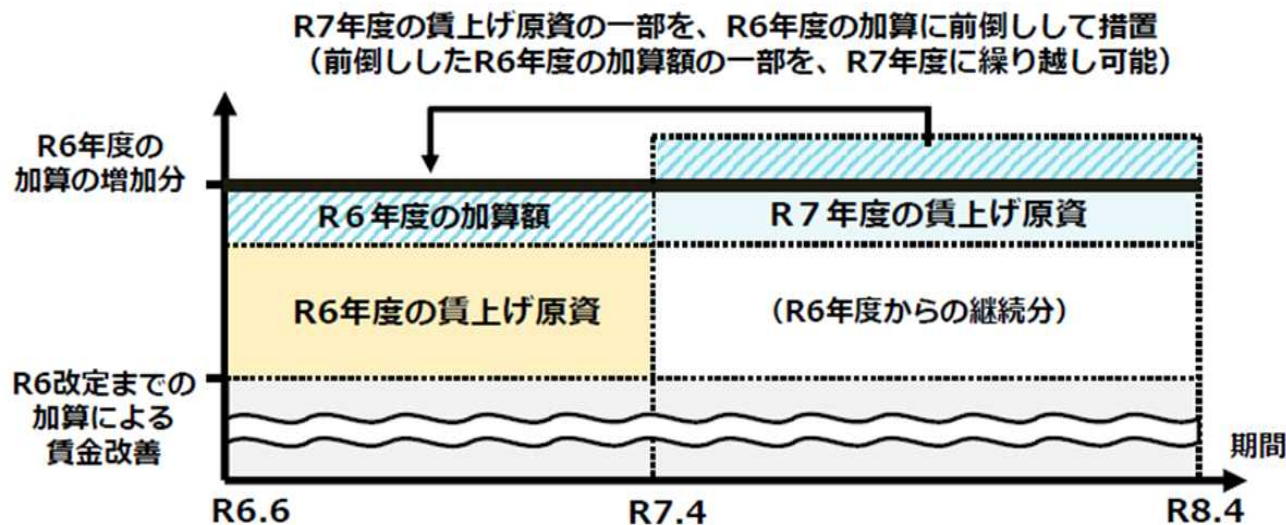 R7年度の賃上げ原資の一部を、R6年度の加算に前倒しして措置
（前倒ししたR6年度の加算額の一部を、R7年度に繰り越し可能）
R6年度の
加算の増加分
R６年度の加算額
R７年度の賃上げ原資
R6年度の賃上げ原資
（R6年度からの継続分）
R6改定までの
加算による
賃金改善
期間
R6.6
R7.4
R8.4